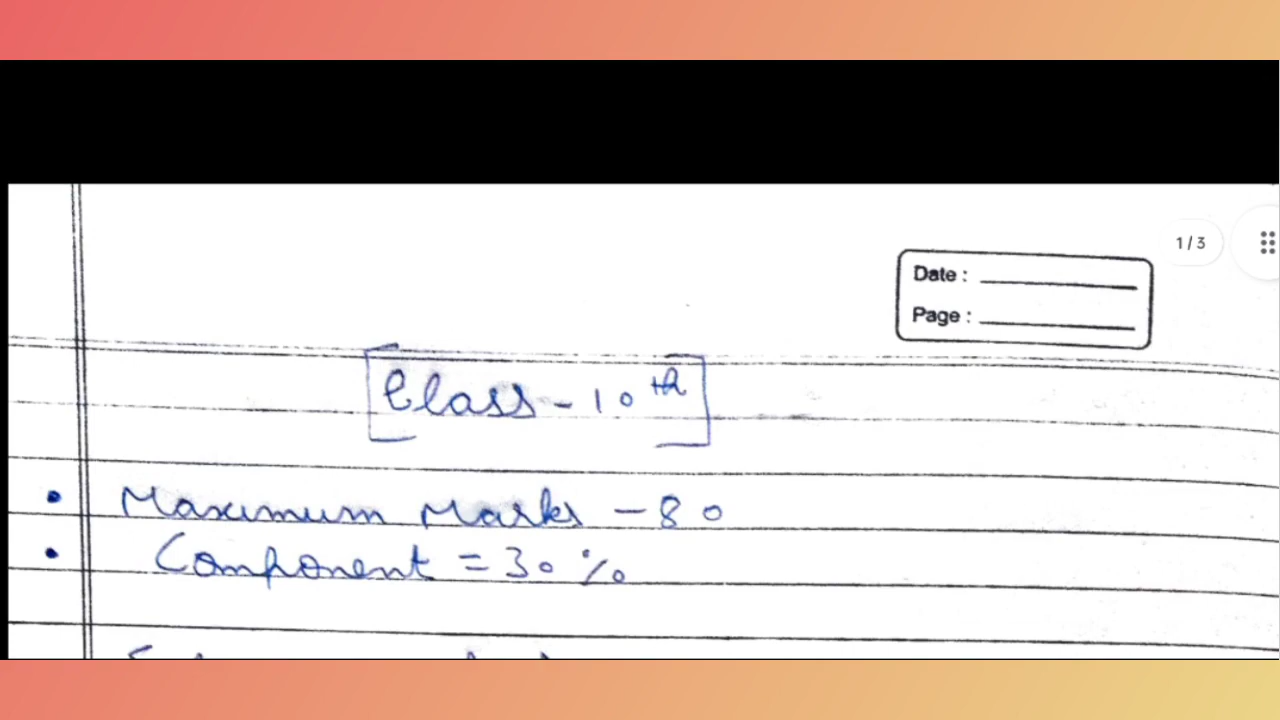 1/3
Date :
Page :
Class - 10th
• Maximum Marks - 80
• Component = 30%